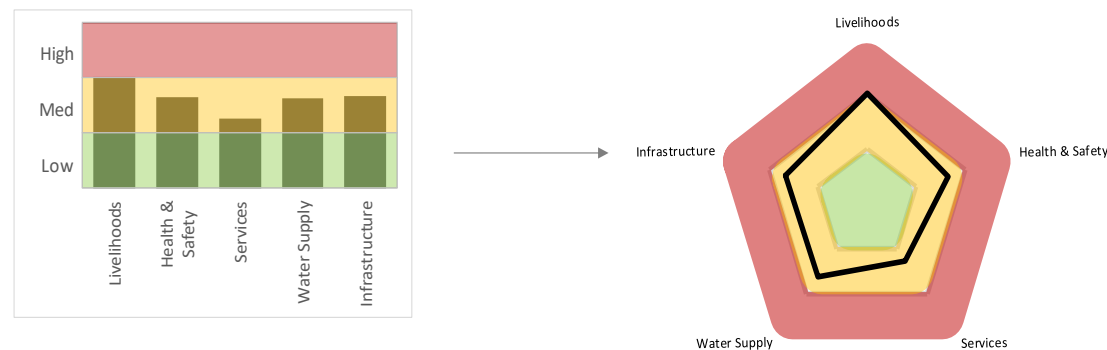 High
Med
Low
Livelihoods
Health &
Safety
Services
Water Supply
Infrastructure
Livelihoods
Infrastructure
Health & Safety
Water Supply
Services